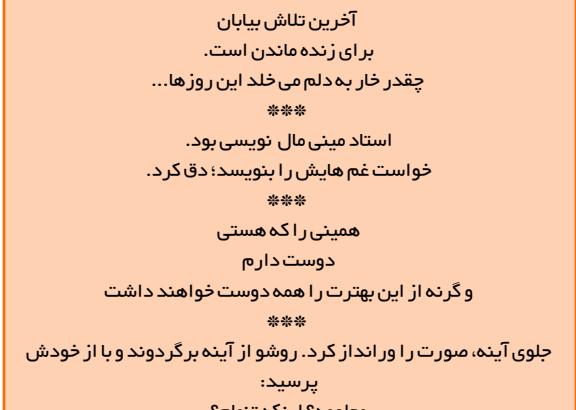 آخرین تلاش بیابان
برای زنده ماندن است.
چقدر خار به دلم می خلد این روزها...
***
استاد مینی مال نویسی بود.
خواست غم هایش را بنویسد؛ دق کرد.
***
همینی را که هستی
دوست دارم
و گرنه از این بهترت را همه دوست خواهند داشت
***
جلوی آینه، صورت را ورانداز کرد. روشو از آینه برگردوند و با از خودش
پرسید: